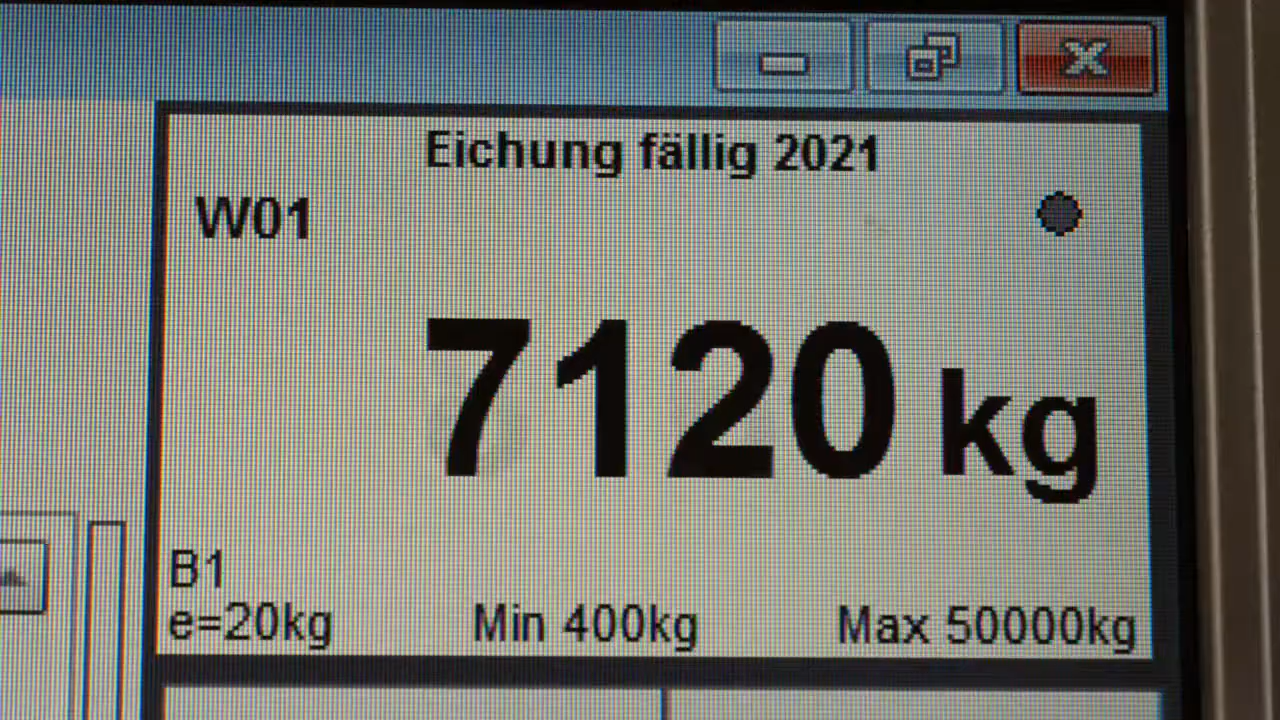 Eichung fällig 2021
W01
7120 kg
B1
e=20kg Min 400kg Max 50000kg